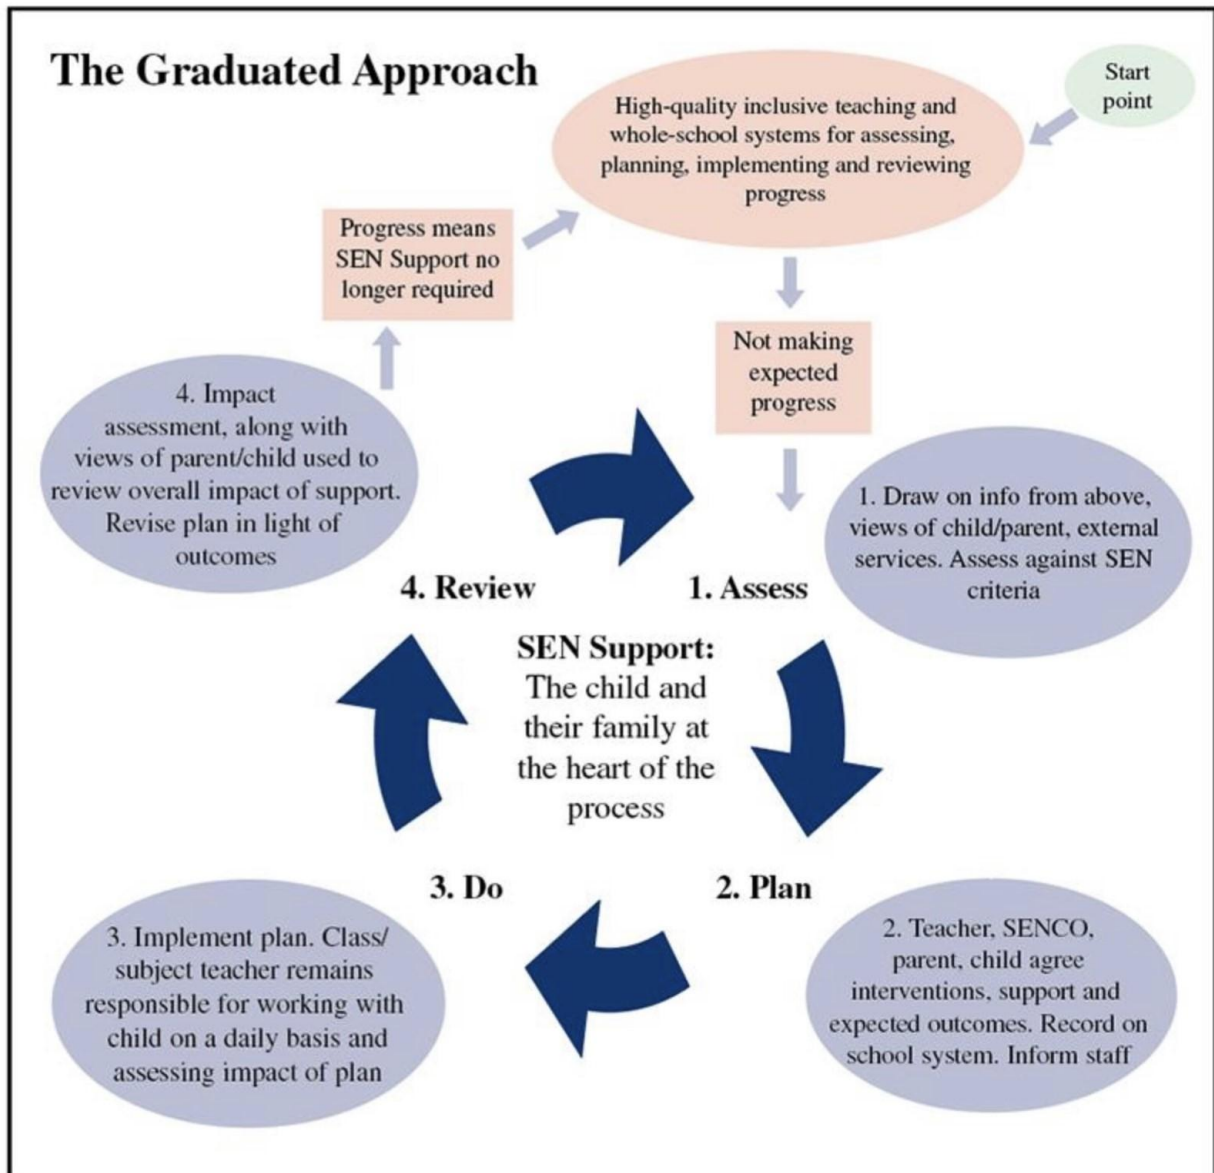 The Graduated Approach
Start
point
High-quality inclusive teaching and
whole-school systems for assessing,
planning, implementing and reviewing
progress
Progress means
SEN Support no
longer required
Not making
expected
progress
4. Impact
assessment, along with
views of parent/child used to
review overall impact of support.
Revise plan in light of
outcomes
1. Draw on info from above,
views of child/parent, external
services. Assess against SEN
criteria
4. Review
1. Assess
SEN Support:
The child and
their family at
the heart of the
process
3. Do
2. Plan
3. Implement plan. Class/
subject teacher remains
responsible for working with
child on a daily basis and
assessing impact of plan
2. Teacher, SENCO,
parent, child agree
interventions, support and
expected outcomes. Record on
school system. Inform staff